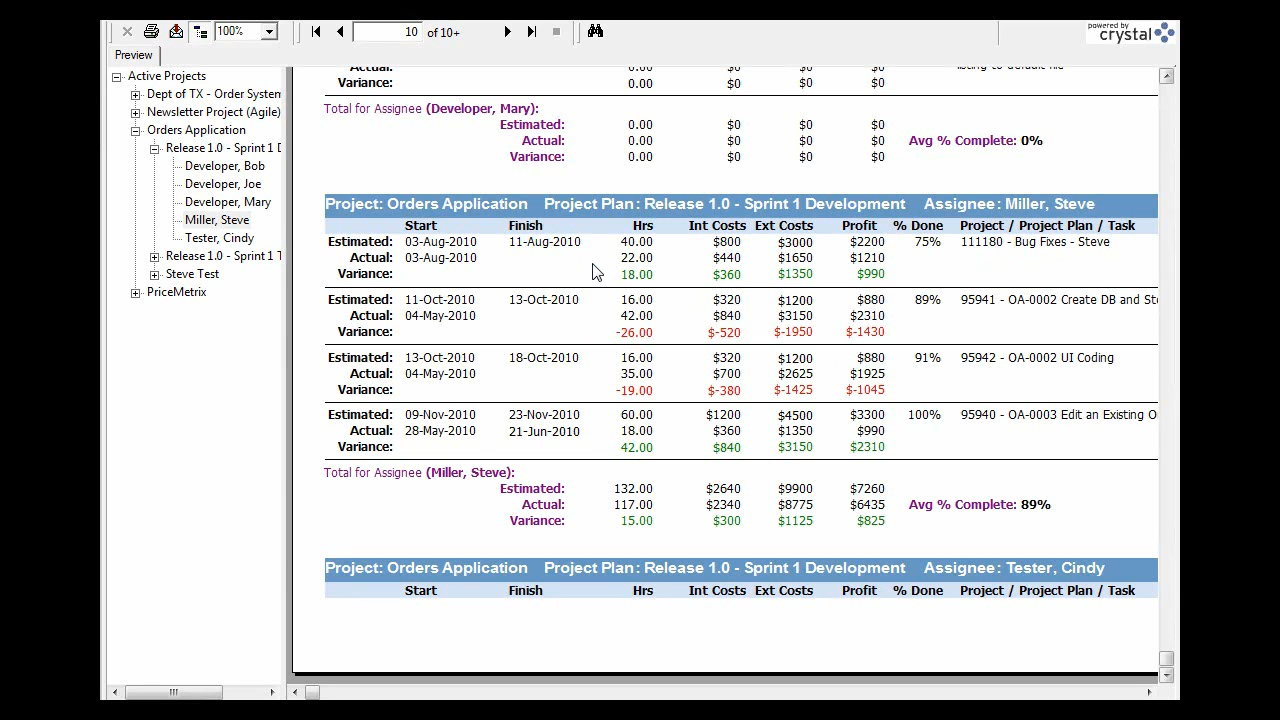 100%
10 of 10+
powered by
crystal
Preview
Active Projects
Dept of TX - Order System
Newsletter Project (Agile)
Orders Application
Release 1.0 - Sprint 1 D
Developer, Bob
Developer, Joe
Developer, Mary
Miller, Steve
Tester, Cindy
Release 1.0 - Sprint 1 T
Steve Test
PriceMetrix
Actual: 0.00 $0 $0 $0
Variance: 0.00 $0 $0 $0
Total for Assignee (Developer, Mary):
Estimated: 0.00 $0 $0 $0
Actual: 0.00 $0 $0 $0 Avg % Complete: 0%
Variance: 0.00 $0 $0 $0
Project: Orders Application Project Plan: Release 1.0 - Sprint 1 Development Assignee: Miller, Steve
Start Finish Hrs Int Costs Ext Costs Profit % Done Project / Project Plan / Task
Estimated: 03-Aug-2010 11-Aug-2010 40.00 $800 $3000 $2200 75% 111180 - Bug Fixes - Steve
Actual: 03-Aug-2010 22.00 $440 $1650 $1210
Variance: 18.00 $360 $1350 $990
Estimated: 11-Oct-2010 13-Oct-2010 16.00 $320 $1200 $880 89% 95941 - OA-0002 Create DB and Sto
Actual: 04-May-2010 42.00 $840 $3150 $2310
Variance: -26.00 $-520 $-1950 $-1430
Estimated: 13-Oct-2010 18-Oct-2010 16.00 $320 $1200 $880 91% 95942 - OA-0002 UI Coding
Actual: 04-May-2010 35.00 $700 $2625 $1925
Variance: -19.00 $-380 $-1425 $-1045
Estimated: 09-Nov-2010 23-Nov-2010 60.00 $1200 $4500 $3300 100% 95940 - OA-0003 Edit an Existing O
Actual: 28-May-2010 21-Jun-2010 18.00 $360 $1350 $990
Variance: 42.00 $840 $3150 $2310
Total for Assignee (Miller, Steve):
Estimated: 132.00 $2640 $9900 $7260
Actual: 117.00 $2340 $8775 $6435 Avg % Complete: 89%
Variance: 15.00 $300 $1125 $825
Project: Orders Application Project Plan: Release 1.0 - Sprint 1 Development Assignee: Tester, Cindy
Start Finish Hrs Int Costs Ext Costs Profit % Done Project / Project Plan / Task